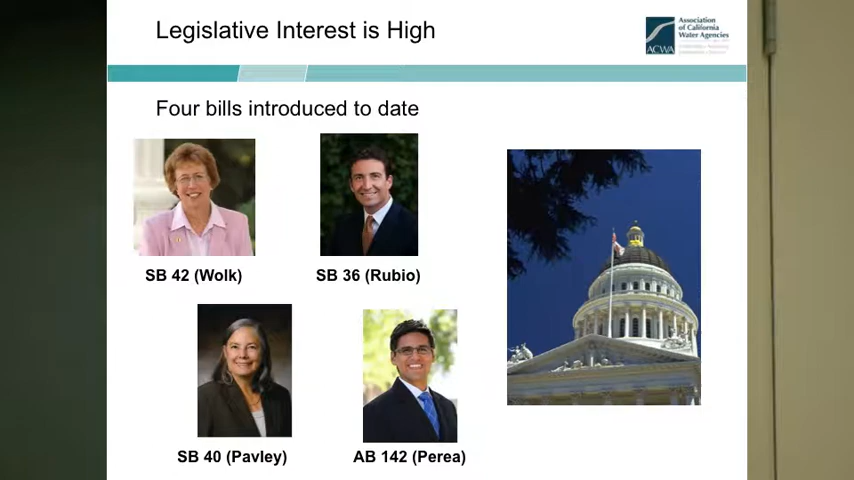 Legislative Interest is High
Association
of California
Water Agencies
ACWA
Four bills introduced to date
SB 42 (Wolk)
SB 36 (Rubio)
SB 40 (Pavley)
AB 142 (Perea)